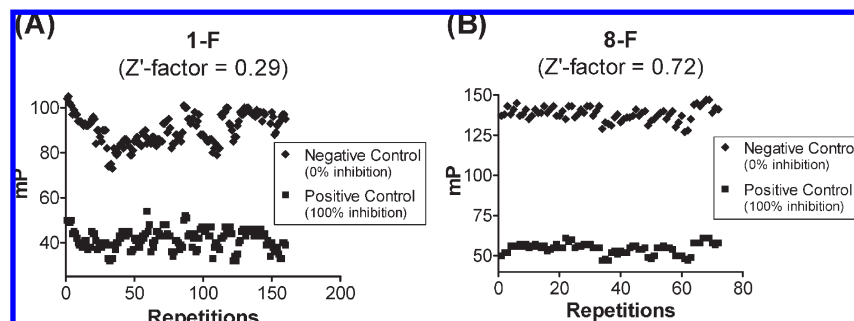 (A)
1-F
(Z'-factor = 0.29)
100
80
60
40
mP
0
50
100
150
200
Repetitions
Negative Control
(0% inhibition)
Positive Control
(100% inhibition)
(B)
8-F
(Z'-factor = 0.72)
150
125
100
75
50
mP
0
20
40
60
80
Repetitions
Negative Control
(0% inhibition)
Positive Control
(100% inhibition)